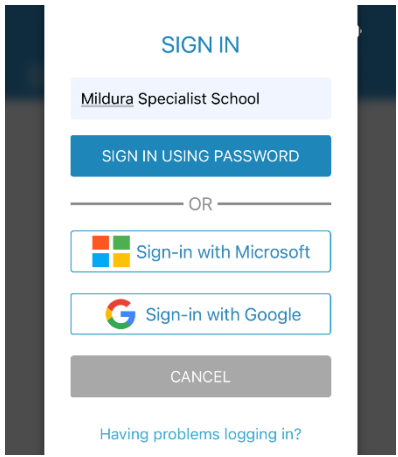 SIGN IN
Mildura Specialist School
SIGN IN USING PASSWORD
OR
Sign-in with Microsoft
Sign-in with Google
CANCEL
Having problems logging in?